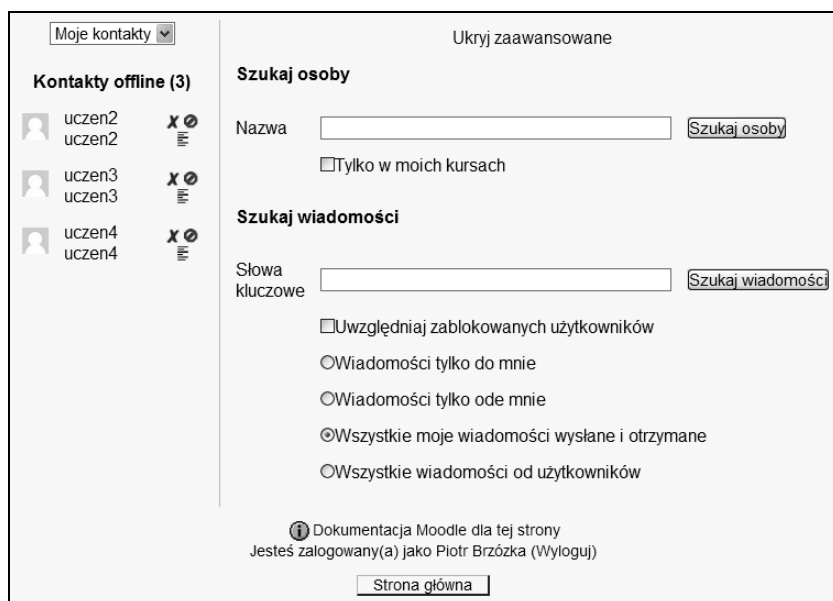 Moje kontakty
Kontakty offline (3)
uczen2
uczen2
uczen3
uczen3
uczen4
uczen4
Ukryj zaawansowane
Szukaj osoby
Nazwa
Szukaj osoby
Tylko w moich kursach
Szukaj wiadomości
Słowa
kluczowe
Szukaj wiadomości
Uwzględniaj zablokowanych użytkowników
Wiadomości tylko do mnie
Wiadomości tylko ode mnie
Wszystkie moje wiadomości wysłane i otrzymane
Wszystkie wiadomości od użytkowników
Dokumentacja Moodle dla tej strony
Jesteś zalogowany(a) jako Piotr Brzózka (Wyloguj)
Strona główna